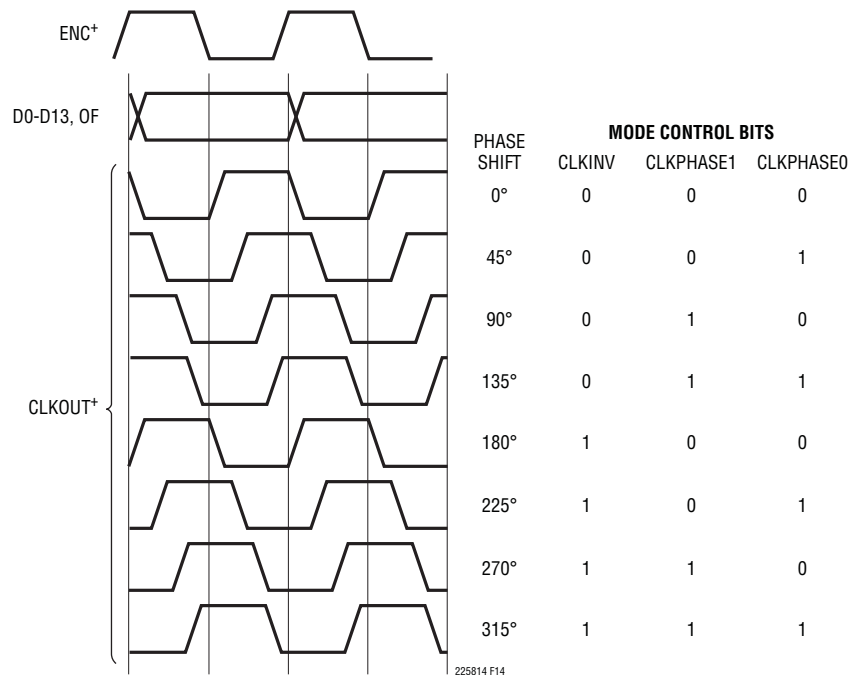 ENC+
D0-D13, OF
CLKOUT+
PHASE SHIFT
MODE CONTROL BITS
CLKINV CLKPHASE1 CLKPHASE0
0° 0 0 0
45° 0 0 1
90° 0 1 0
135° 0 1 1
180° 1 0 0
225° 1 0 1
270° 1 1 0
315° 1 1 1
225814 F14